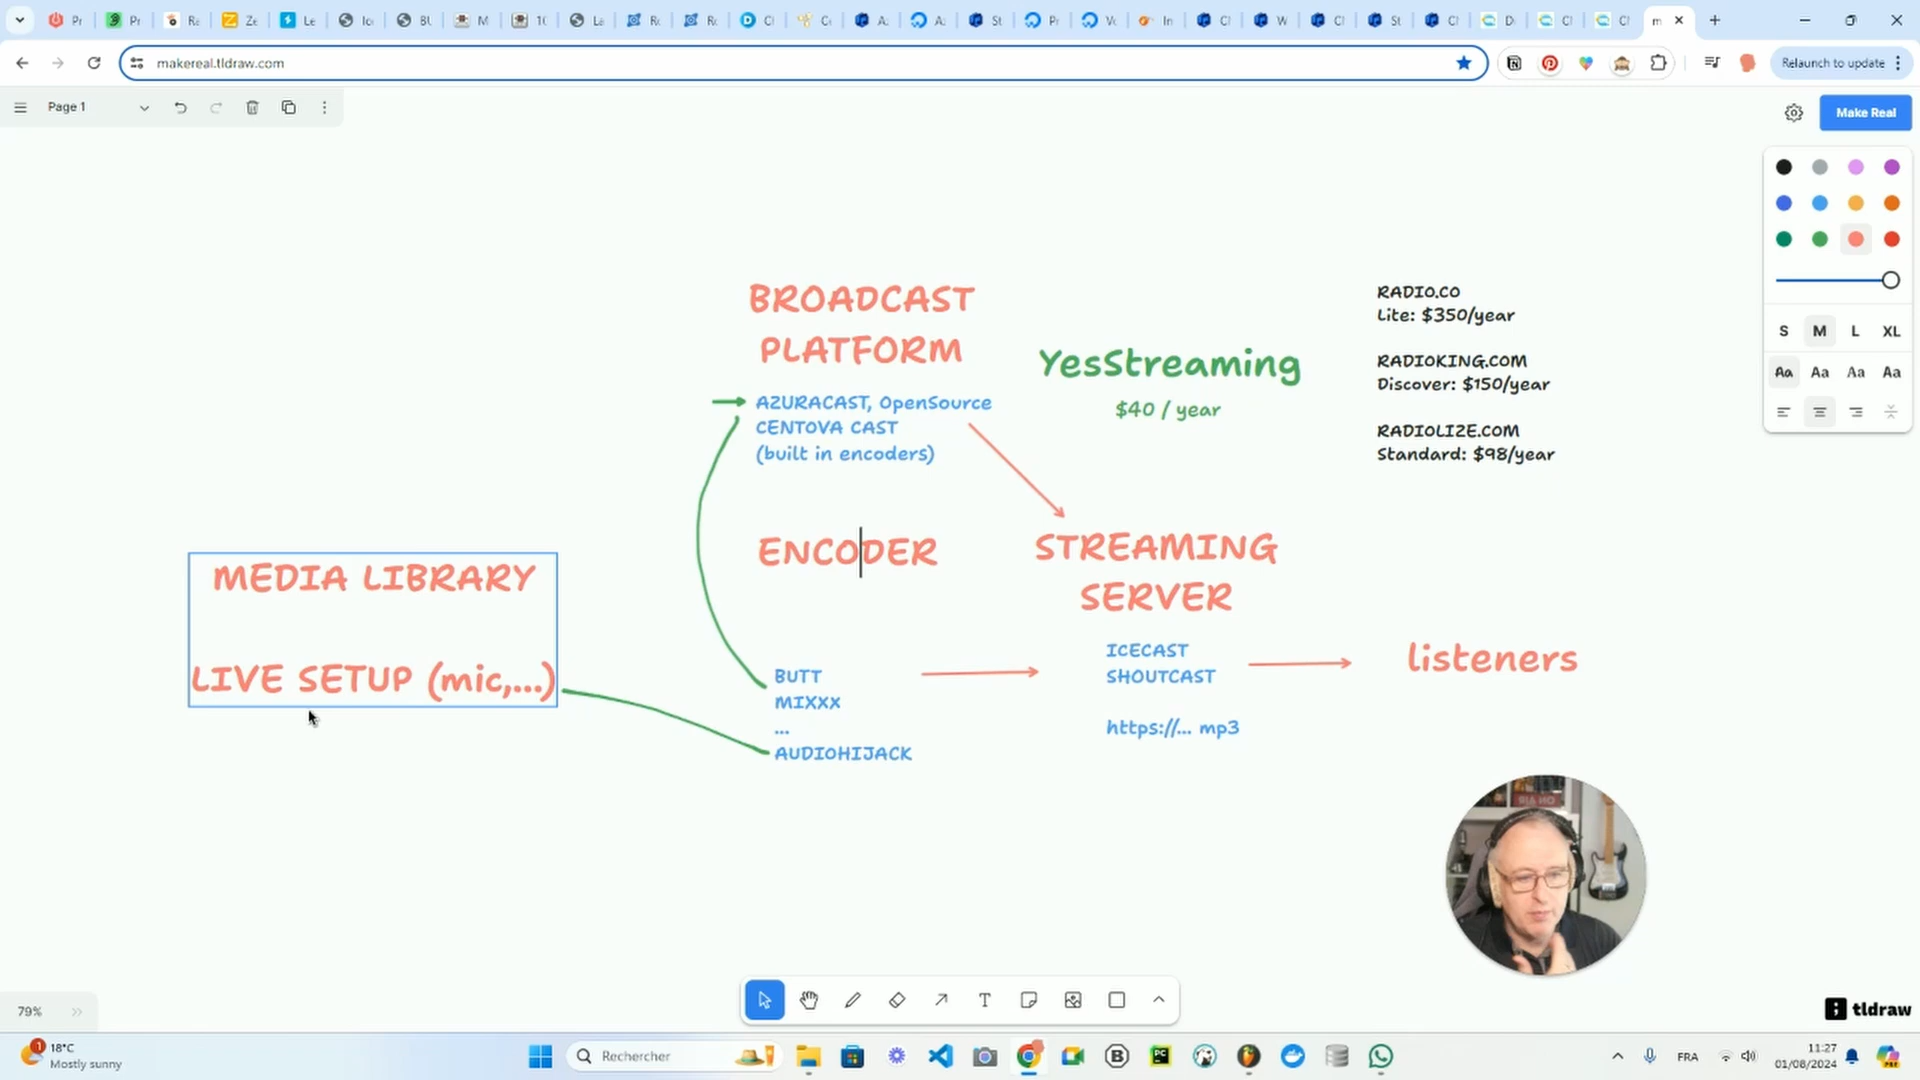 makereal.tldraw.com
Relaunch to update
Page 1
Make Real
S M L XL
Aa Aa Aa Aa
BROADCAST
PLATFORM
AZURACAST, OpenSource
CENTOVA CAST
(built in encoders)
YesStreaming
$40 / year
RADIO.CO
Lite: $350/year
RADIOKING.COM
Discover: $150/year
RADIOLIZE.COM
Standard: $98/year
ENCODER
STREAMING
SERVER
MEDIA LIBRARY
LIVE SETUP (mic,...)
BUTT
MIXXX
...
AUDIOHIJACK
ICECAST
SHOUTCAST
https://... mp3
listeners
79%
tldraw
18°C
Mostly sunny
Rechercher
FRA
11:27
01/08/2024